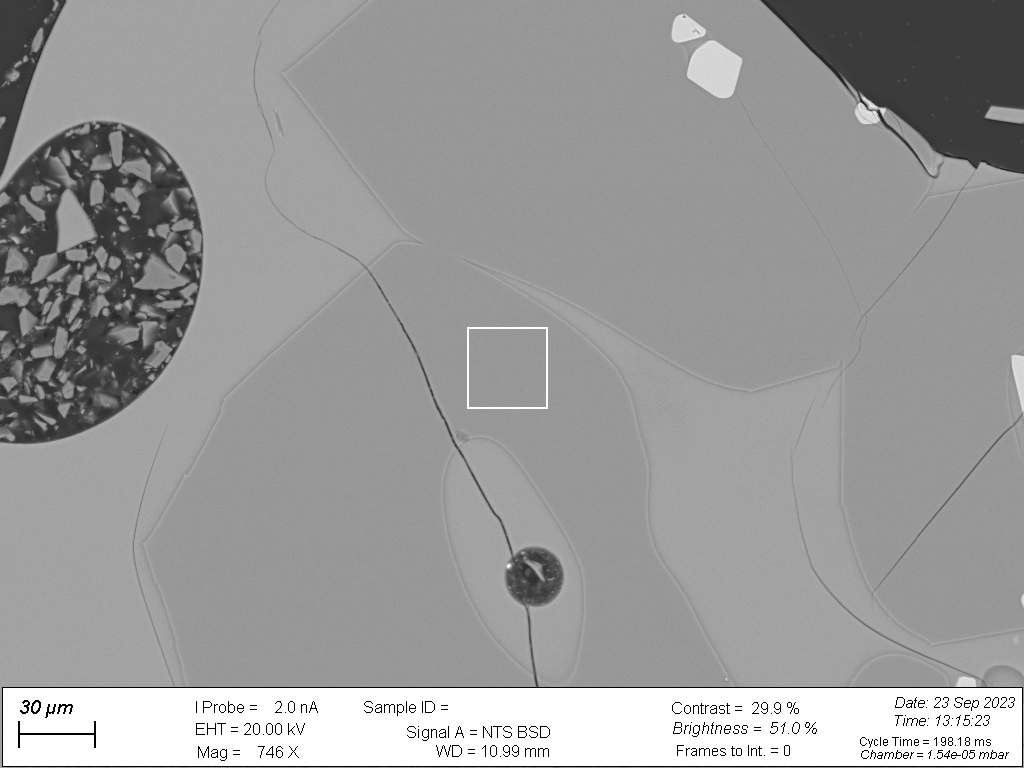 30 µm
I Probe = 2.0 nA
EHT = 20.00 kV
Mag = 746 X
Sample ID =
Signal A = NTS BSD
WD = 10.99 mm
Contrast = 29.9 %
Brightness = 51.0 %
Frames to Int. = 0
Date: 23 Sep 2023
Time: 13:15:23
Cycle Time = 198.18 ms
Chamber = 1.54e-05 mbar